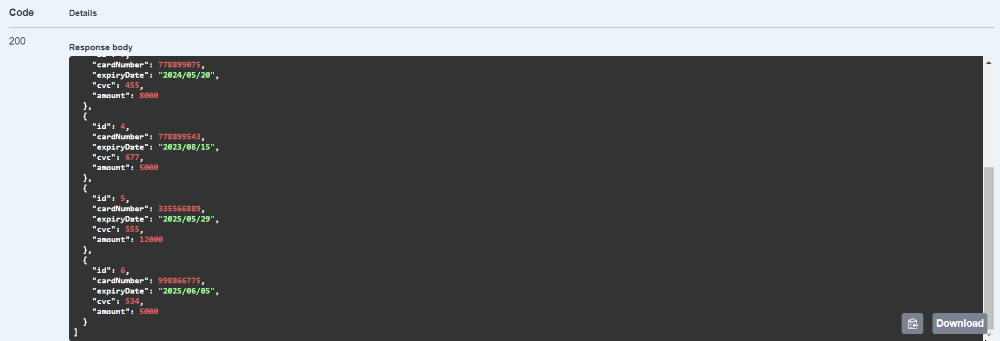 Code Details
200
Response body
"cardNumber": 778899075,
"expiryDate": "2024/05/20",
"cvc": 455,
"amount": 8000
},
{
"id": 4,
"cardNumber": 778899543,
"expiryDate": "2023/08/15",
"cvc": 677,
"amount": 5000
},
{
"id": 5,
"cardNumber": 335566889,
"expiryDate": "2025/05/29",
"cvc": 555,
"amount": 12000
},
{
"id": 6,
"cardNumber": 998866775,
"expiryDate": "2025/06/05",
"cvc": 534,
"amount": 5000
}
]
Download